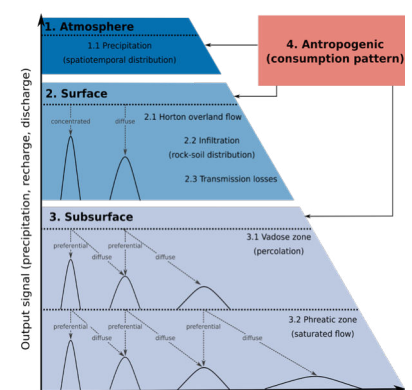 Output signal (precipitation, recharge, discharge)
1. Atmosphere
1.1 Precipitation
(spatiotemporal distribution)
4. Antropogenic
(consumption pattern)
2. Surface
2.1 Horton overland flow
concentrated
diffuse
2.2 Infiltration
(rock-soil distribution)
2.3 Transmission losses
3. Subsurface
3.1 Vadose zone
(percolation)
preferential
preferential
diffuse
diffuse
3.2 Phreatic zone
(saturated flow)
preferential
preferential
preferential
diffuse
diffuse
diffuse